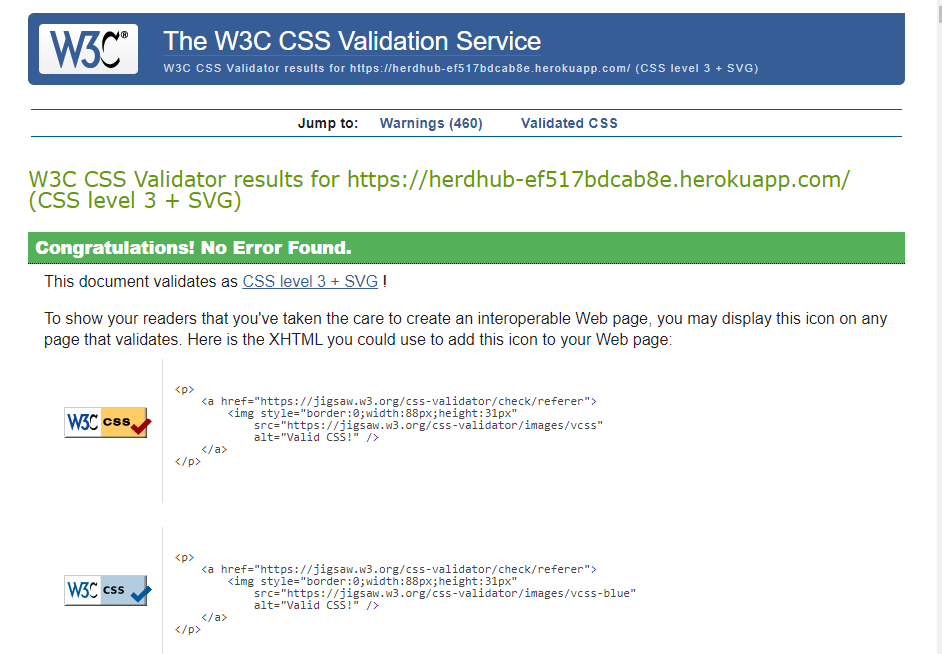 W3C®
The W3C CSS Validation Service
W3C CSS Validator results for https://herdhub-ef517bdcab8e.herokuapp.com/ (CSS level 3 + SVG)
Jump to: Warnings (460) Validated CSS
W3C CSS Validator results for https://herdhub-ef517bdcab8e.herokuapp.com/
(CSS level 3 + SVG)
Congratulations! No Error Found.
This document validates as CSS level 3 + SVG !
To show your readers that you've taken the care to create an interoperable Web page, you may display this icon on any
page that validates. Here is the XHTML you could use to add this icon to your Web page:
W3C css
<p>
    <a href="https://jigsaw.w3.org/css-validator/check/referer">
        <img style="border:0;width:88px;height:31px"
            src="https://jigsaw.w3.org/css-validator/images/vcss"
            alt="Valid CSS!" />
    </a>
</p>
W3C css
<p>
    <a href="https://jigsaw.w3.org/css-validator/check/referer">
        <img style="border:0;width:88px;height:31px"
            src="https://jigsaw.w3.org/css-validator/images/vcss-blue"
            alt="Valid CSS!" />
    </a>
</p>